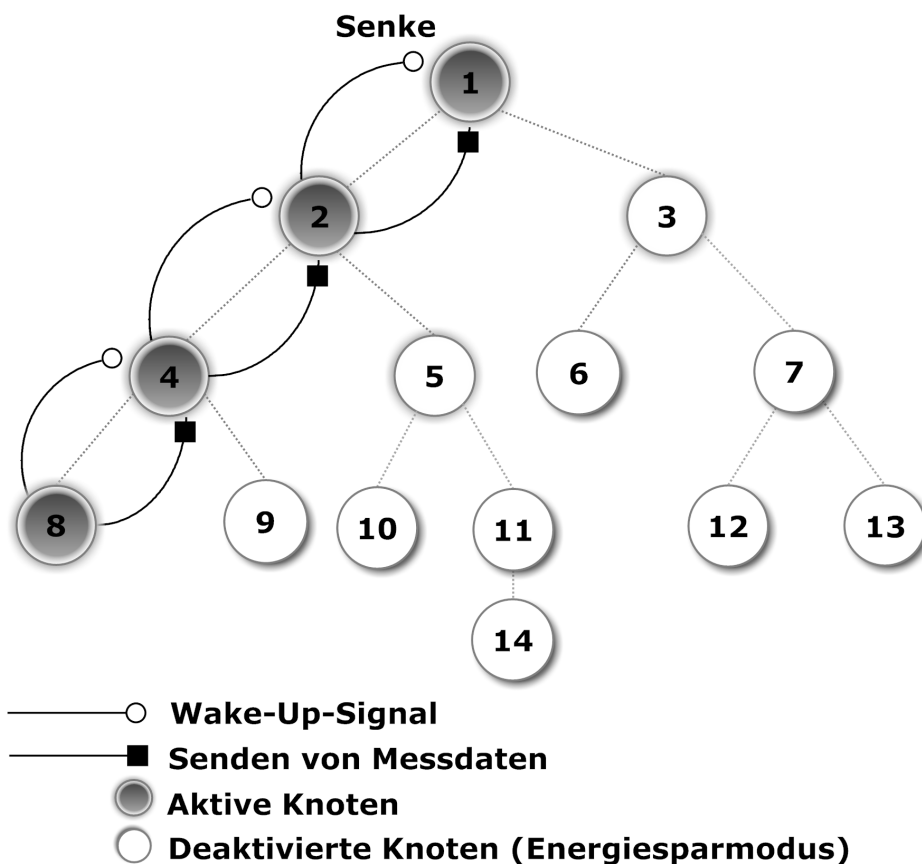 Senke
1
2
3
4
5
6
7
8
9
10
11
12
13
14
Wake-Up-Signal
Senden von Messdaten
Aktive Knoten
Deaktivierte Knoten (Energiesparmodus)